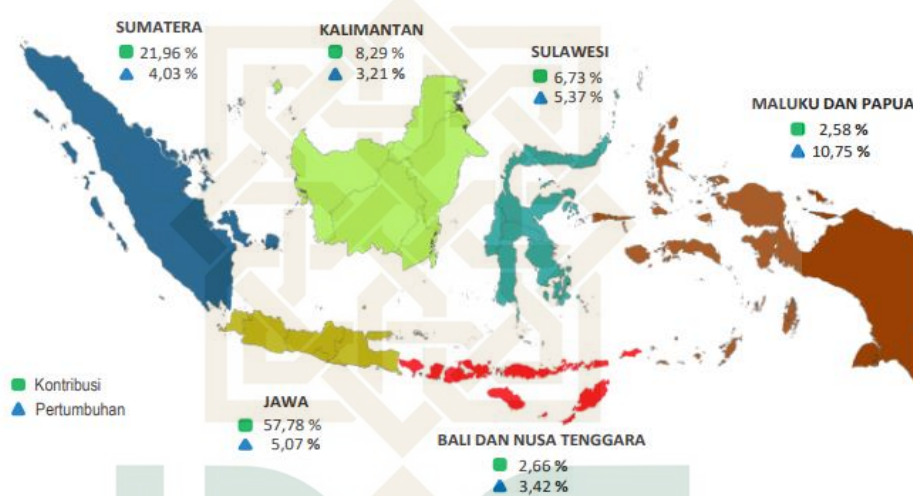 SUMATERA
21,96 %
4,03 %
KALIMANTAN
8,29 %
3,21 %
SULAWESI
6,73 %
5,37 %
MALUKU DAN PAPUA
2,58 %
10,75 %
Kontribusi
Pertumbuhan
JAWA
57,78 %
5,07 %
BALI DAN NUSA TENGGARA
2,66 %
3,42 %